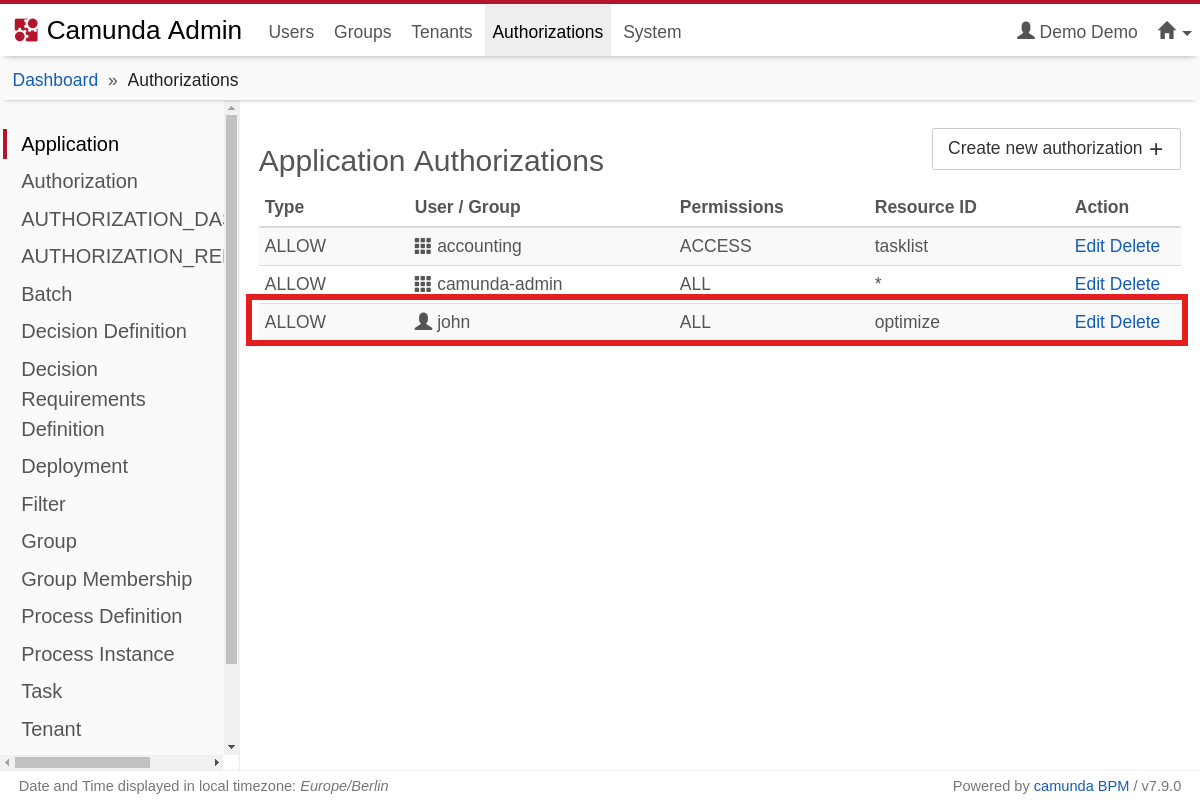 Camunda Admin Users Groups Tenants Authorizations System Demo Demo
Dashboard » Authorizations
Application
Authorization
AUTHORIZATION_DAS
AUTHORIZATION_RE
Batch
Decision Definition
Decision
Requirements
Definition
Deployment
Filter
Group
Group Membership
Process Definition
Process Instance
Task
Tenant
Application Authorizations
Create new authorization +
Type User / Group Permissions Resource ID Action
ALLOW accounting ACCESS tasklist Edit Delete
ALLOW camunda-admin ALL * Edit Delete
ALLOW john ALL optimize Edit Delete
Date and Time displayed in local timezone: Europe/Berlin
Powered by camunda BPM / v7.9.0